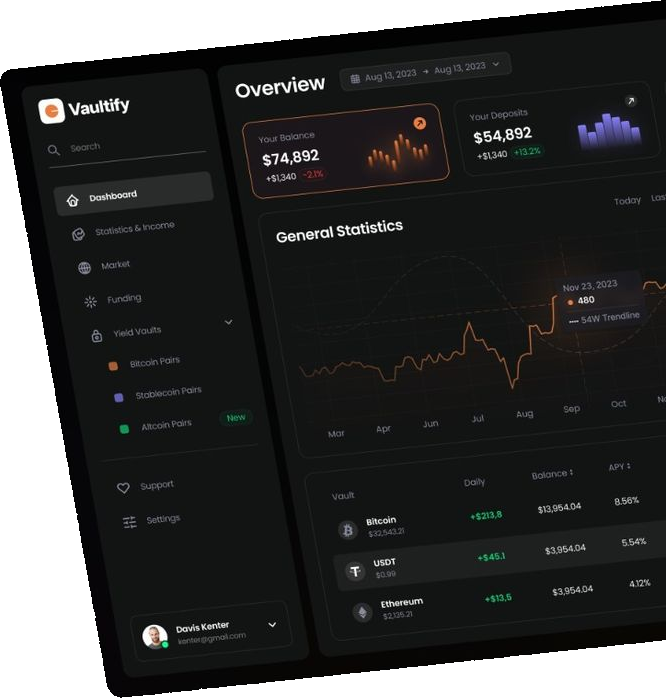 Vaultify
Search
Dashboard
Statistics & Income
Market
Funding
Yield Vaults
Bitcoin Pairs
Stablecoin Pairs
Altcoin Pairs New
Support
Settings
Davis Kenter
kenter@gmail.com
Overview
Aug 13, 2023 → Aug 13, 2023
Your Balance
$74,892
+$1,340 -2.1%
Your Deposits
$54,892
+$1,340 +13.2%
General Statistics
Today
Nov 23, 2023
480
54W Trendline
Mar Apr Jun Jul Aug Sep Oct
Vault Daily Balance APY
Bitcoin +$213,8 $13,954.04 8.56%
$32,543.21
USDT +$45.1 $3,954.04 5.54%
$0.99
Ethereum +$13,5 $3,954.04 4.12%
$2,135.21